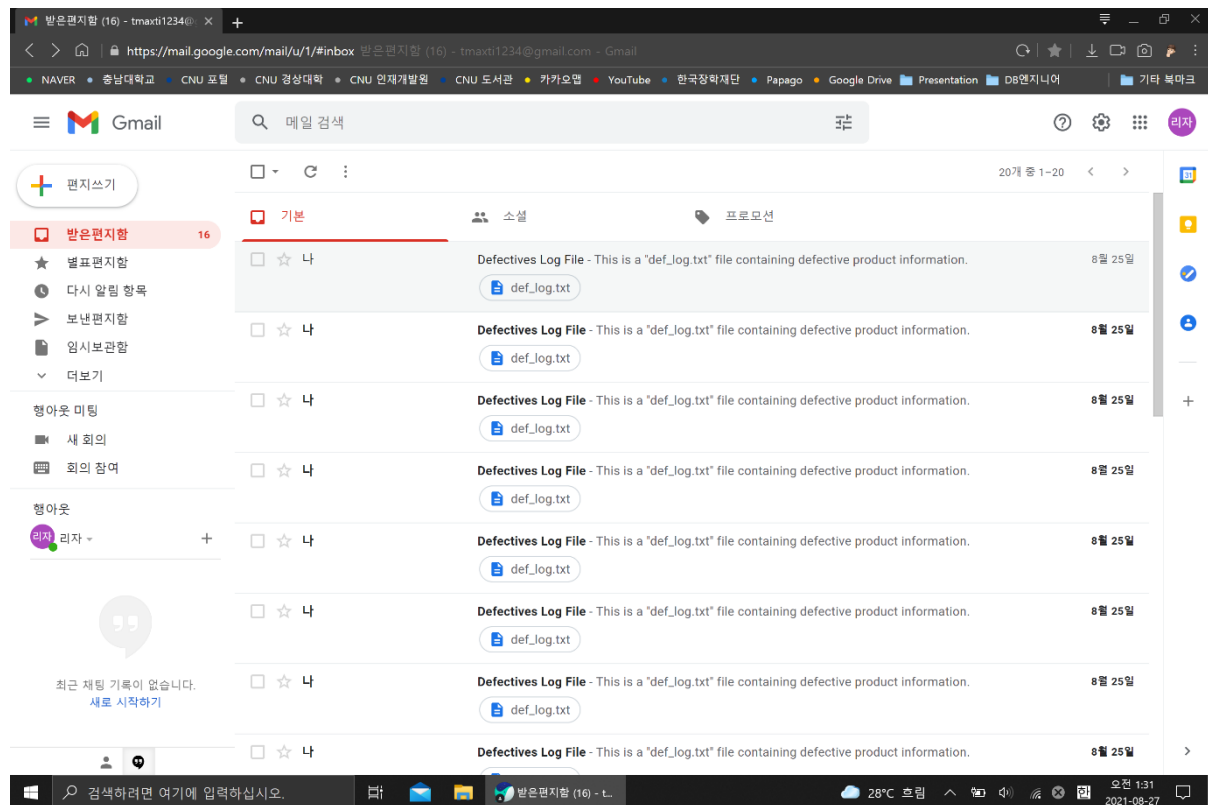 받은편지함 (16) - tmaxti1234@
https://mail.google.com/mail/u/1/#inbox 받은편지함 (16) - tmaxti1234@gmail.com - Gmail
NAVER 충남대학교 CNU 포털 CNU 경상대학 CNU 인재개발원 CNU 도서관 카카오맵 YouTube 한국장학재단 Papago Google Drive Presentation DB엔지니어 기타 북마크
Gmail
메일 검색
리자
편지쓰기
20개 중 1-20
31
기본 소셜 프로모션
받은편지함 16
별표편지함
다시 알림 항목
보낸편지함
임시보관함
더보기
행아웃 미팅
새 회의
회의 참여
행아웃
리자 리자
최근 채팅 기록이 없습니다.
새로 시작하기
나 Defectives Log File - This is a "def_log.txt" file containing defective product information. 8월 25일
def_log.txt
나 Defectives Log File - This is a "def_log.txt" file containing defective product information. 8월 25일
def_log.txt
나 Defectives Log File - This is a "def_log.txt" file containing defective product information. 8월 25일
def_log.txt
나 Defectives Log File - This is a "def_log.txt" file containing defective product information. 8월 25일
def_log.txt
나 Defectives Log File - This is a "def_log.txt" file containing defective product information. 8월 25일
def_log.txt
나 Defectives Log File - This is a "def_log.txt" file containing defective product information. 8월 25일
def_log.txt
나 Defectives Log File - This is a "def_log.txt" file containing defective product information. 8월 25일
def_log.txt
나 Defectives Log File - This is a "def_log.txt" file containing defective product information. 8월 25일
검색하려면 여기에 입력하십시오.
받은편지함 (16) - t...
28°C 흐림
한
오전 1:31
2021-08-27